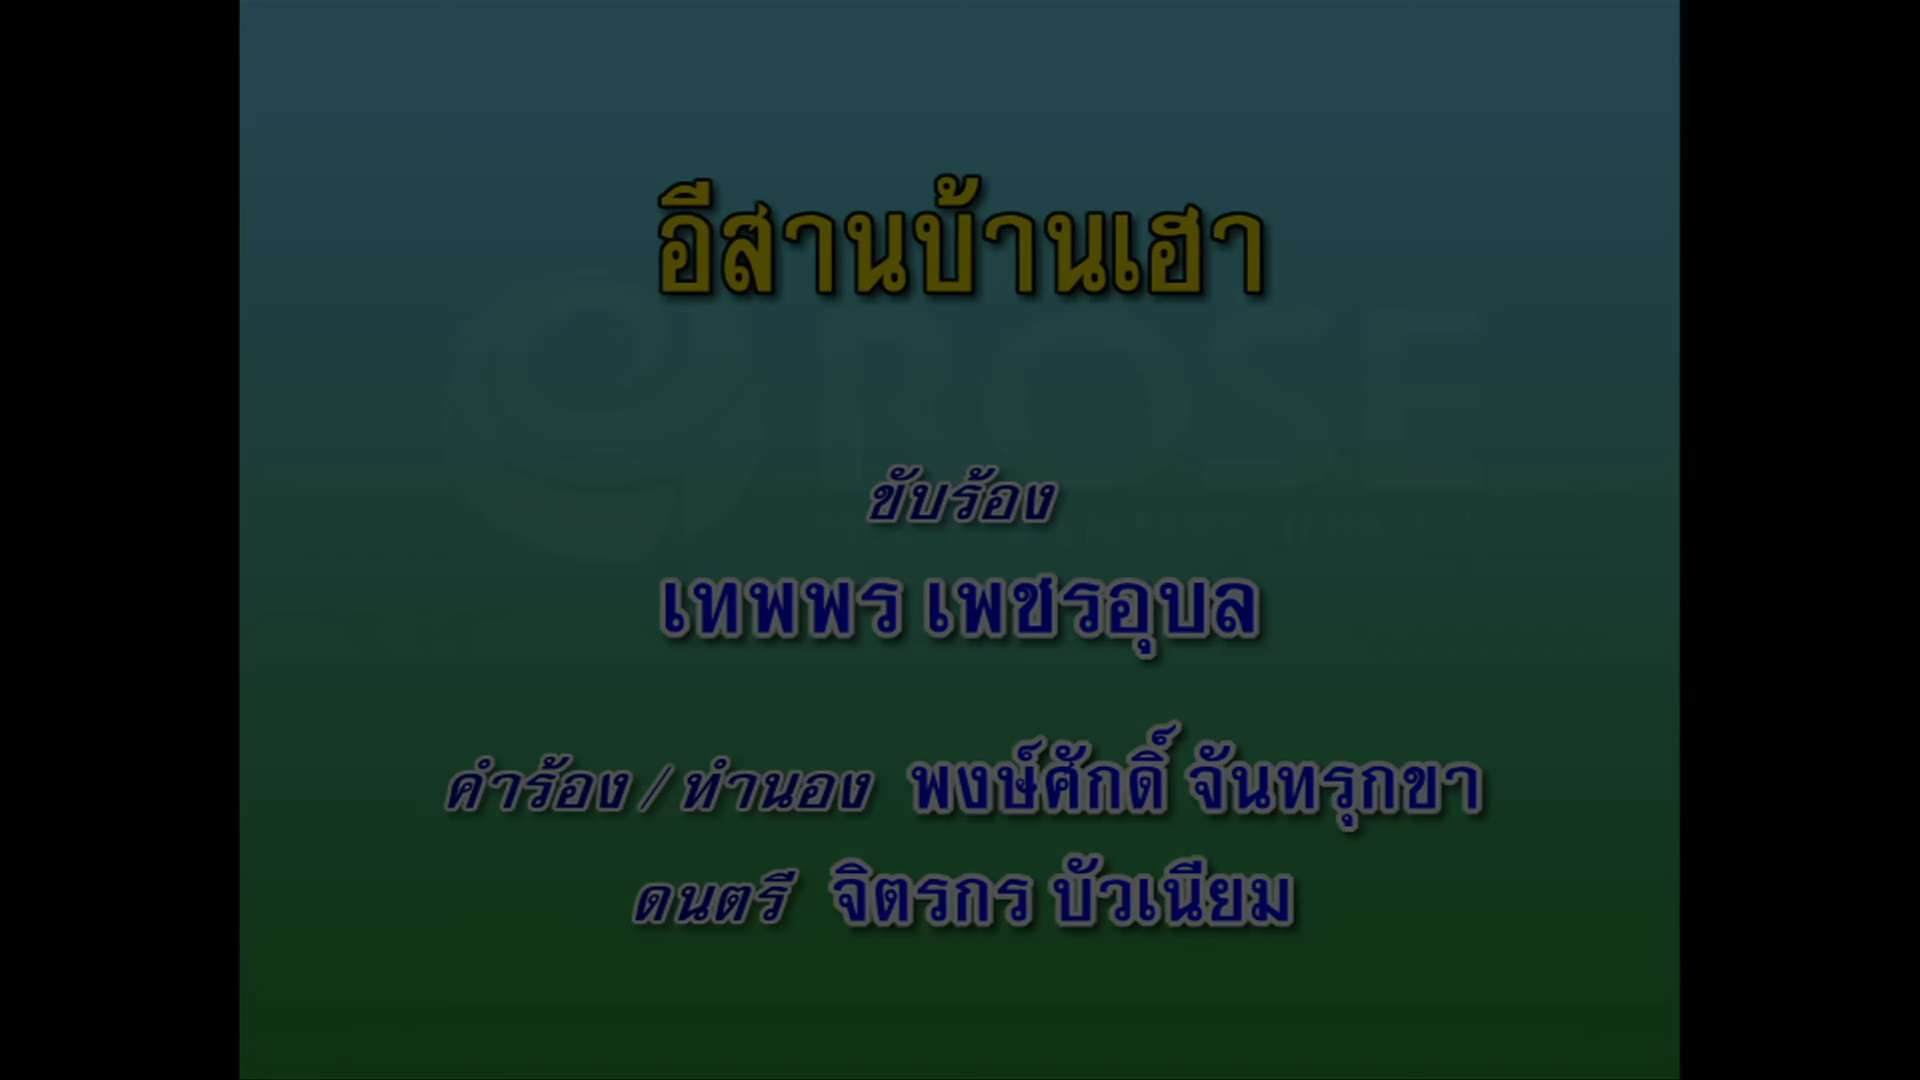 อีสานบ้านเฮา
ROSE
ขับร้อง
เทพพร เพชรอุบล
คำร้อง / ทำนอง พงษ์ศักดิ์ จันทรุกขา
ดนตรี จิตรกร บัวเนียม